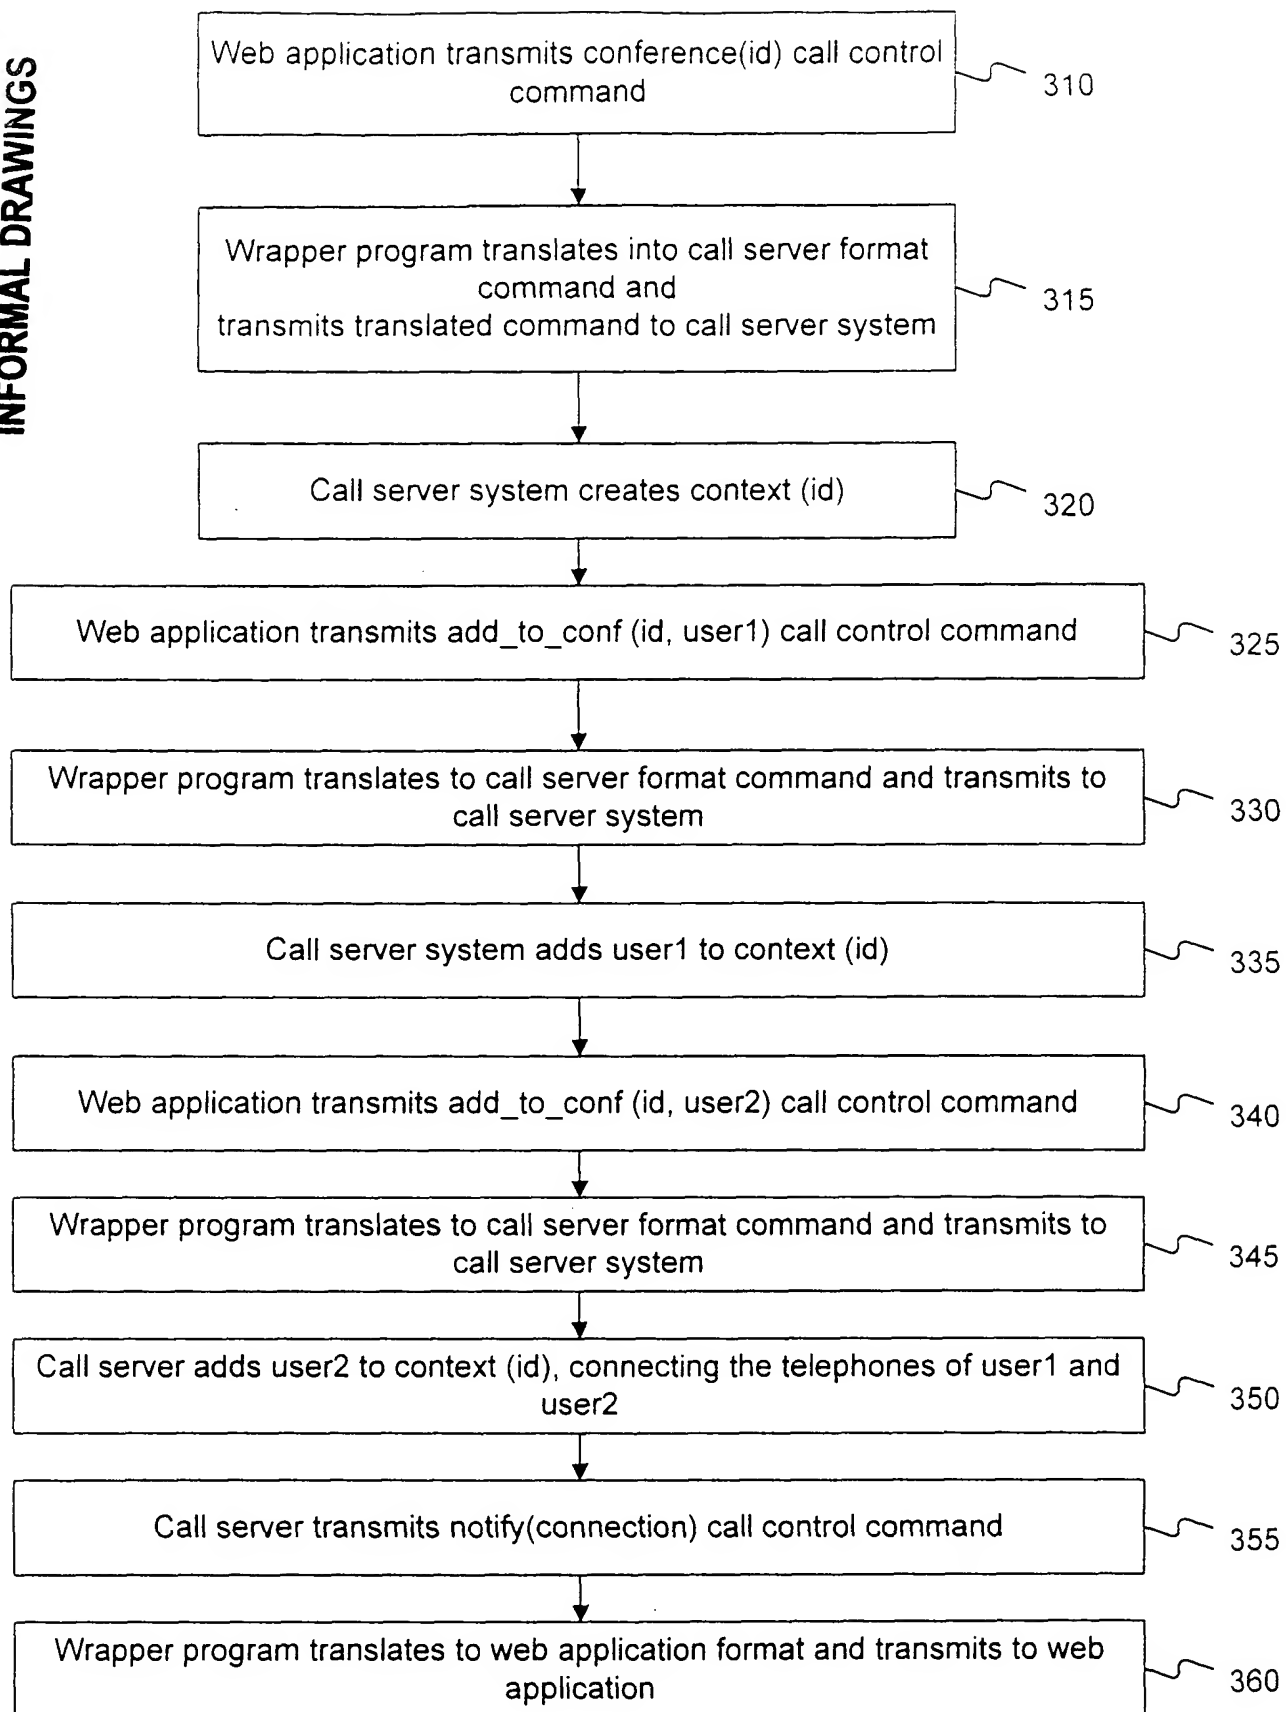 INFORMAL DRAWINGS
Web application transmits conference(id) call control
command
310
Wrapper program translates into call server format
command and
transmits translated command to call server system
315
Call server system creates context (id)
320
Web application transmits add_to_conf (id, user1) call control command
325
Wrapper program translates to call server format command and transmits to
call server system
330
Call server system adds user1 to context (id)
335
Web application transmits add_to_conf (id, user2) call control command
340
Wrapper program translates to call server format command and transmits to
call server system
345
Call server adds user2 to context (id), connecting the telephones of user1 and
user2
350
Call server transmits notify(connection) call control command
355
Wrapper program translates to web application format and transmits to web
application
360